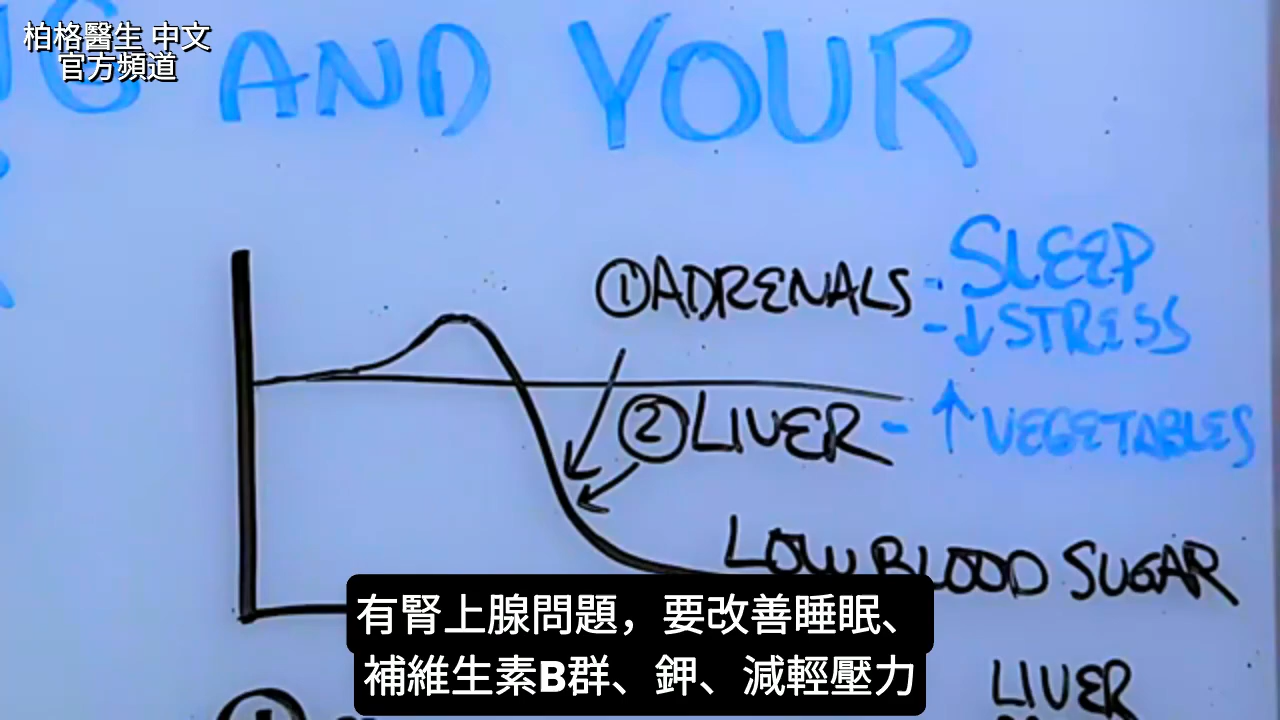 柏格醫生 中文
官方頻道
AND YOUR
①ADRENALS - SLEEP
- ↓STRESS
②LIVER - ↑VEGETABLES
LOW BLOOD SUGAR
有腎上腺問題，要改善睡眠、
補維生素B群、鉀、減輕壓力
LIVER